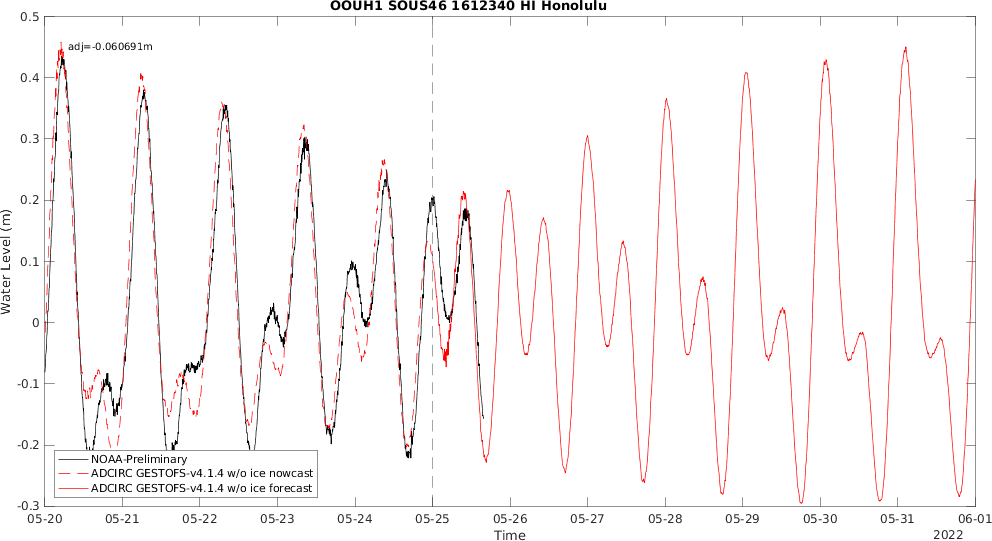 OOUH1 SOUS46 1612340 HI Honolulu
adj=-0.060691m
0.5
0.4
0.3
0.2
0.1
0
-0.1
-0.2
-0.3
Water Level (m)
NOAA-Preliminary
ADCIRC GESTOFS-v4.1.4 w/o ice nowcast
ADCIRC GESTOFS-v4.1.4 w/o ice forecast
05-20 05-21 05-22 05-23 05-24 05-25 05-26 05-27 05-28 05-29 05-30 05-31 06-01
Time
2022